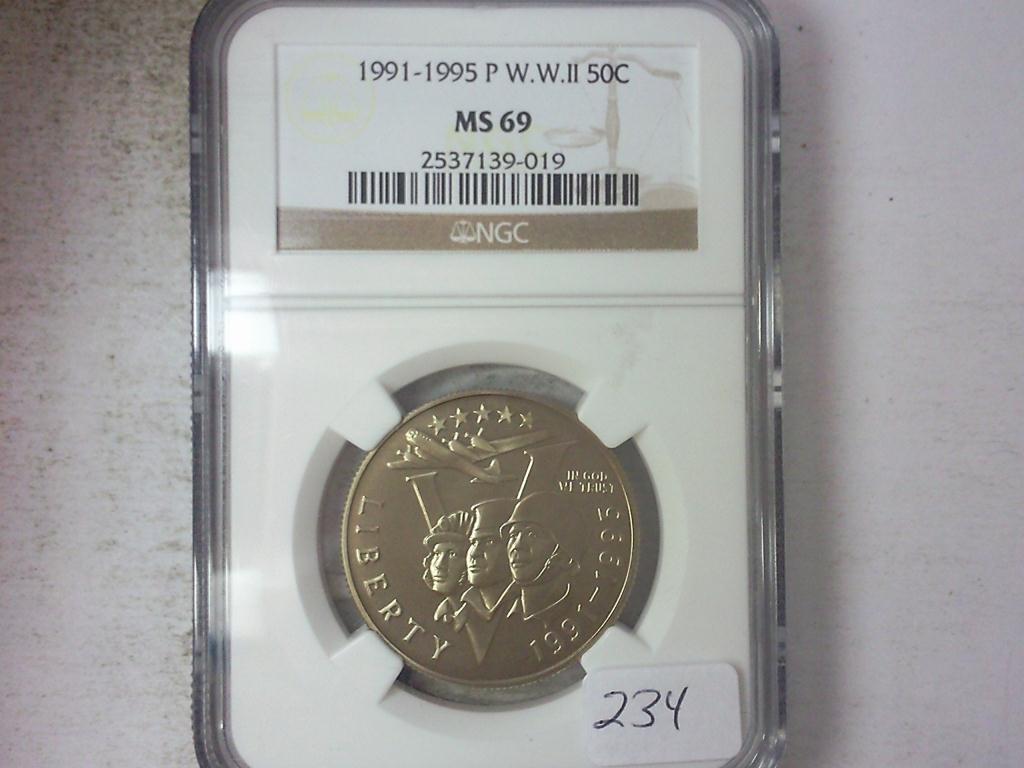 1991-1995 P W.W.II 50C
MS 69
2537139-019
NGC
IN GOD
WE TRUST
LIBERTY
1991-1995
234